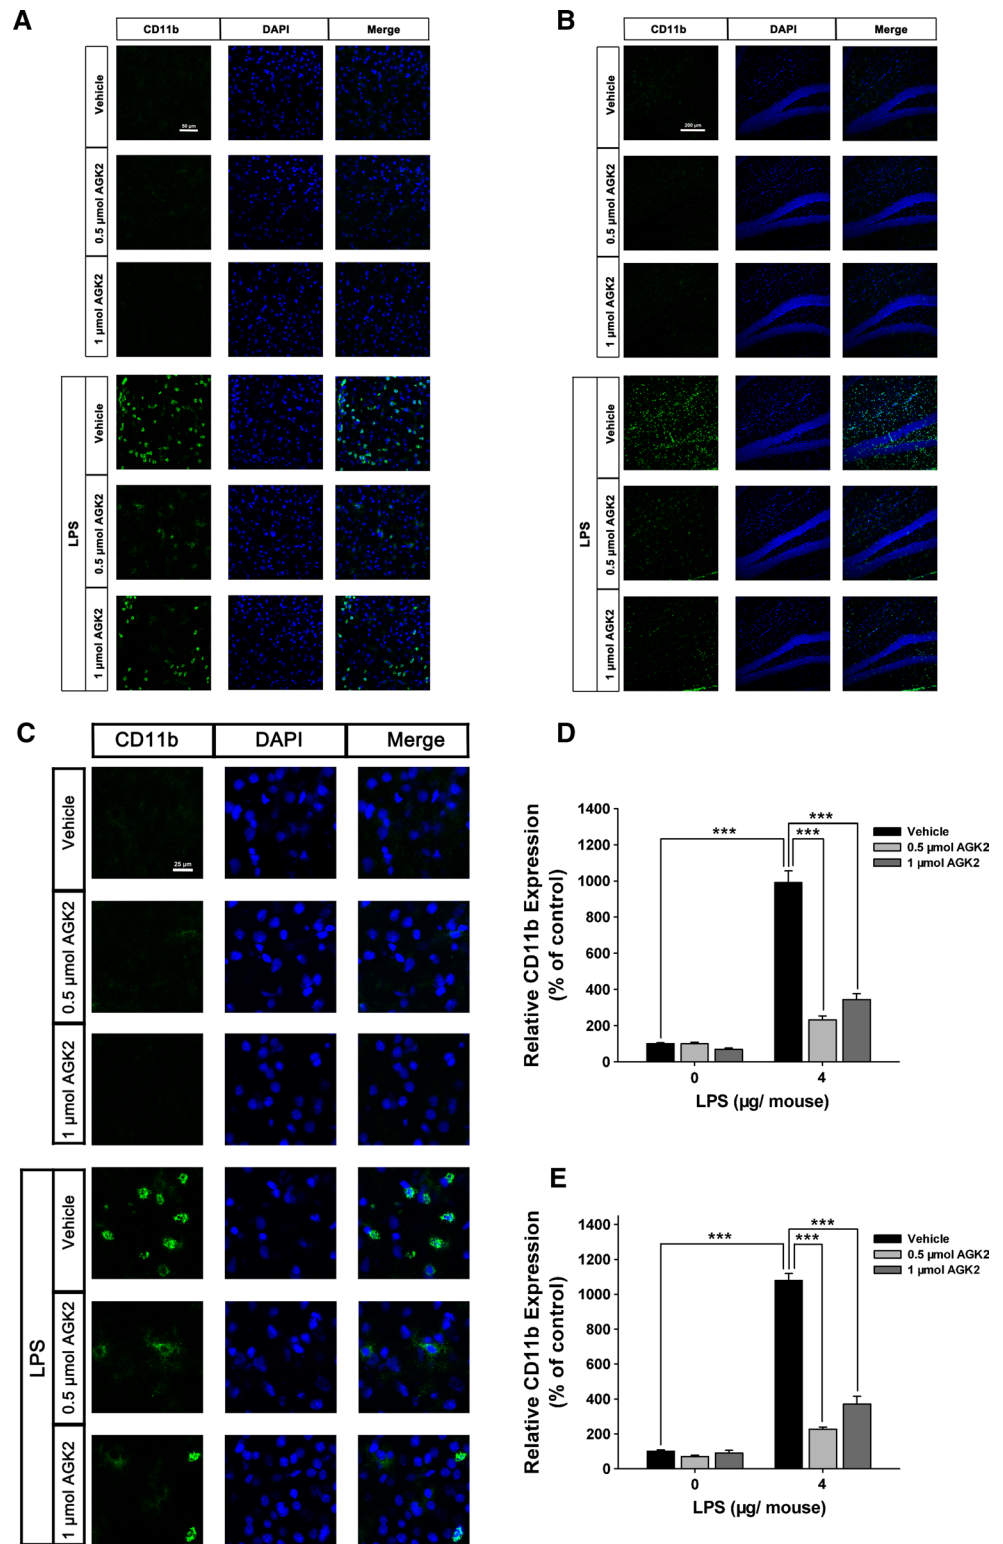 A
CD11b DAPI Merge
Vehicle
50 µm
0.5 µmol AGK2
1 µmol AGK2
LPS
Vehicle
0.5 µmol AGK2
1 µmol AGK2
B
CD11b DAPI Merge
Vehicle
200 µm
0.5 µmol AGK2
1 µmol AGK2
LPS
Vehicle
0.5 µmol AGK2
1 µmol AGK2
C
CD11b DAPI Merge
Vehicle
25 µm
0.5 µmol AGK2
1 µmol AGK2
LPS
Vehicle
0.5 µmol AGK2
1 µmol AGK2
D
Relative CD11b Expression
(% of control)
1400
1200
1000
800
600
400
200
0
*** *** ***
Vehicle
0.5 µmol AGK2
1 µmol AGK2
0 4
LPS (µg/ mouse)
E
Relative CD11b Expression
(% of control)
1400
1200
1000
800
600
400
200
0
*** *** ***
Vehicle
0.5 µmol AGK2
1 µmol AGK2
0 4
LPS (µg/ mouse)